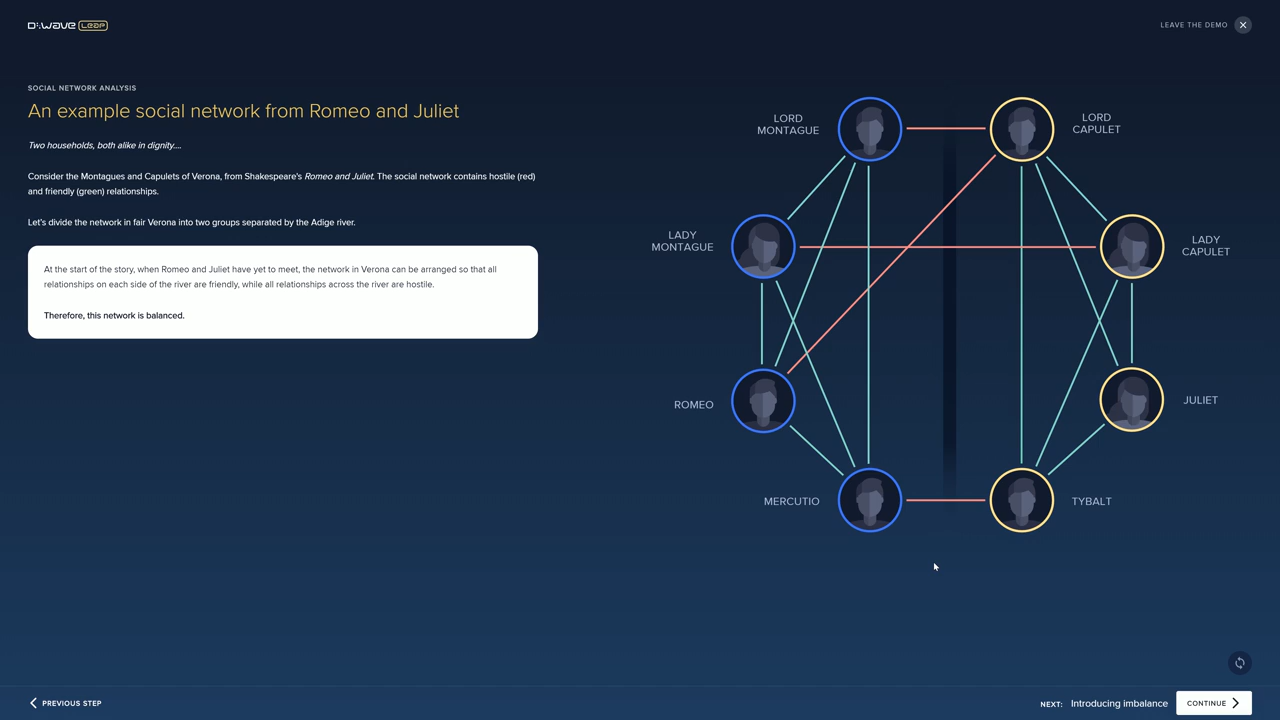 D:WAVE LEAP
LEAVE THE DEMO
SOCIAL NETWORK ANALYSIS
An example social network from Romeo and Juliet
Two households, both alike in dignity....
Consider the Montagues and Capulets of Verona, from Shakespeare's Romeo and Juliet. The social network contains hostile (red)
and friendly (green) relationships.
Let's divide the network in fair Verona into two groups separated by the Adige river.
At the start of the story, when Romeo and Juliet have yet to meet, the network in Verona can be arranged so that all
relationships on each side of the river are friendly, while all relationships across the river are hostile.
Therefore, this network is balanced.
LORD
MONTAGUE
LORD
CAPULET
LADY
MONTAGUE
LADY
CAPULET
ROMEO
JULIET
MERCUTIO
TYBALT
PREVIOUS STEP
NEXT: Introducing imbalance
CONTINUE